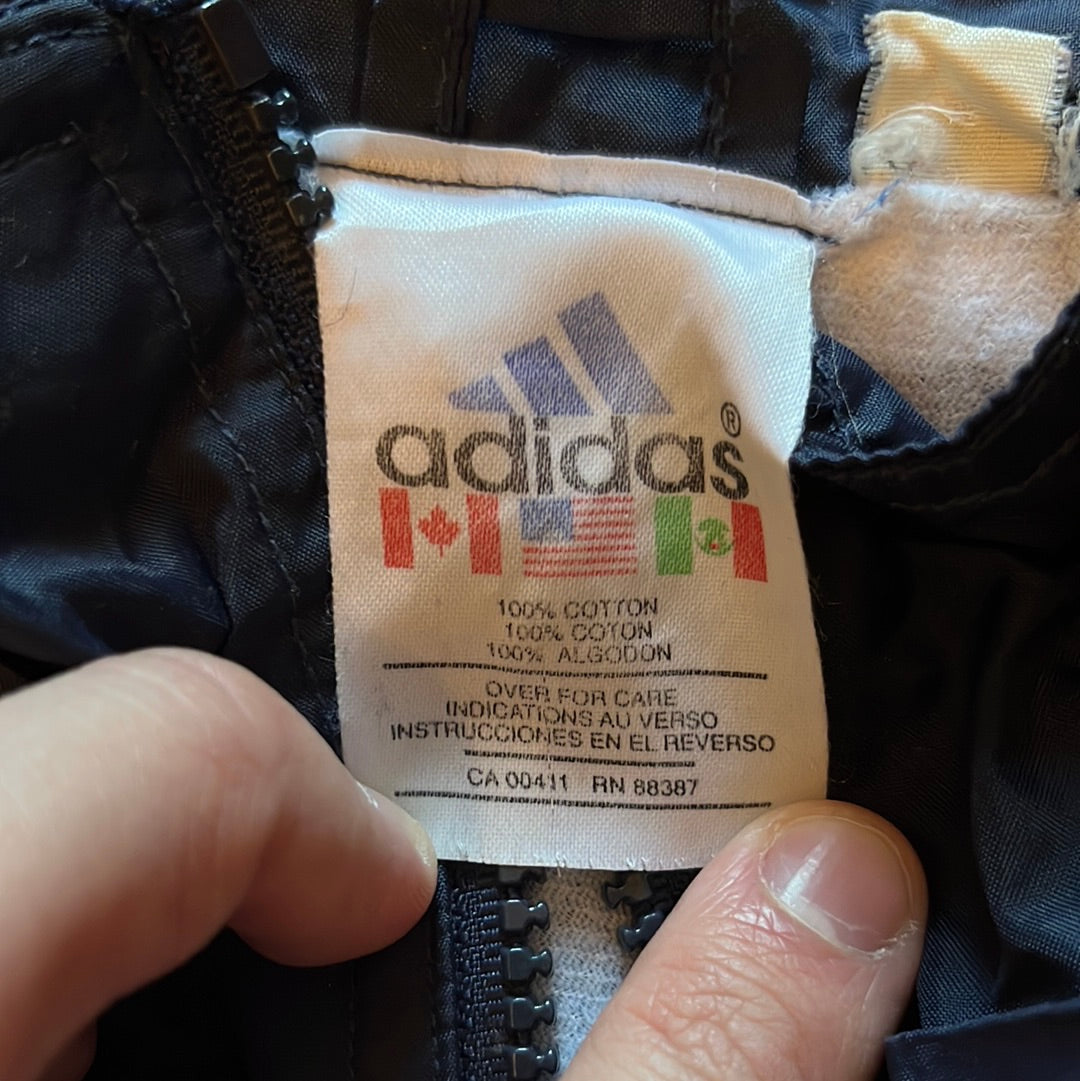 adidas®
100% COTTON
100% COTON
100% ALGODON
OVER FOR CARE
INDICATIONS AU VERSO
INSTRUCCIONES EN EL REVERSO
CA 00411 RN 88387